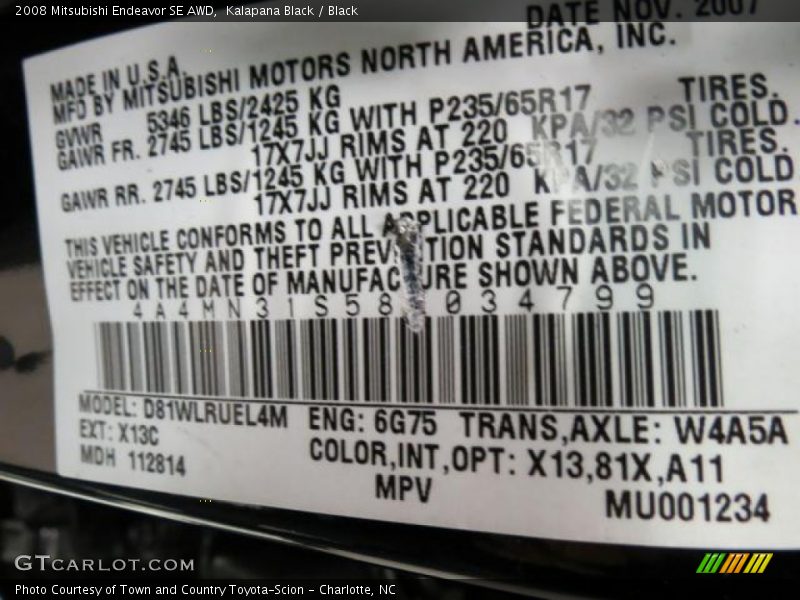 2008 Mitsubishi Endeavor SE AWD,  Kalapana Black / Black
DATE NOV. 2007
MADE IN U.S.A.
MFD BY MITSUBISHI MOTORS NORTH AMERICA, INC.
GVWR 5346 LBS/2425 KG
GAWR FR. 2745 LBS/1245 KG WITH P235/65R17 TIRES.
17X7JJ RIMS AT 220 KPA/32 PSI COLD.
GAWR RR. 2745 LBS/1245 KG WITH P235/65R17 TIRES.
17X7JJ RIMS AT 220 KPA/32 PSI COLD
THIS VEHICLE CONFORMS TO ALL APPLICABLE FEDERAL MOTOR
VEHICLE SAFETY AND THEFT PREVENTION STANDARDS IN
EFFECT ON THE DATE OF MANUFACTURE SHOWN ABOVE.
4A4MN31S58 034799
MODEL: D81WLRUEL4M ENG: 6G75 TRANS,AXLE: W4A5A
EXT: X13C COLOR,INT,OPT: X13,81X,A11
MDH 112814 MPV MU001234
GTCARLOT.COM
Photo Courtesy of Town and Country Toyota-Scion - Charlotte, NC